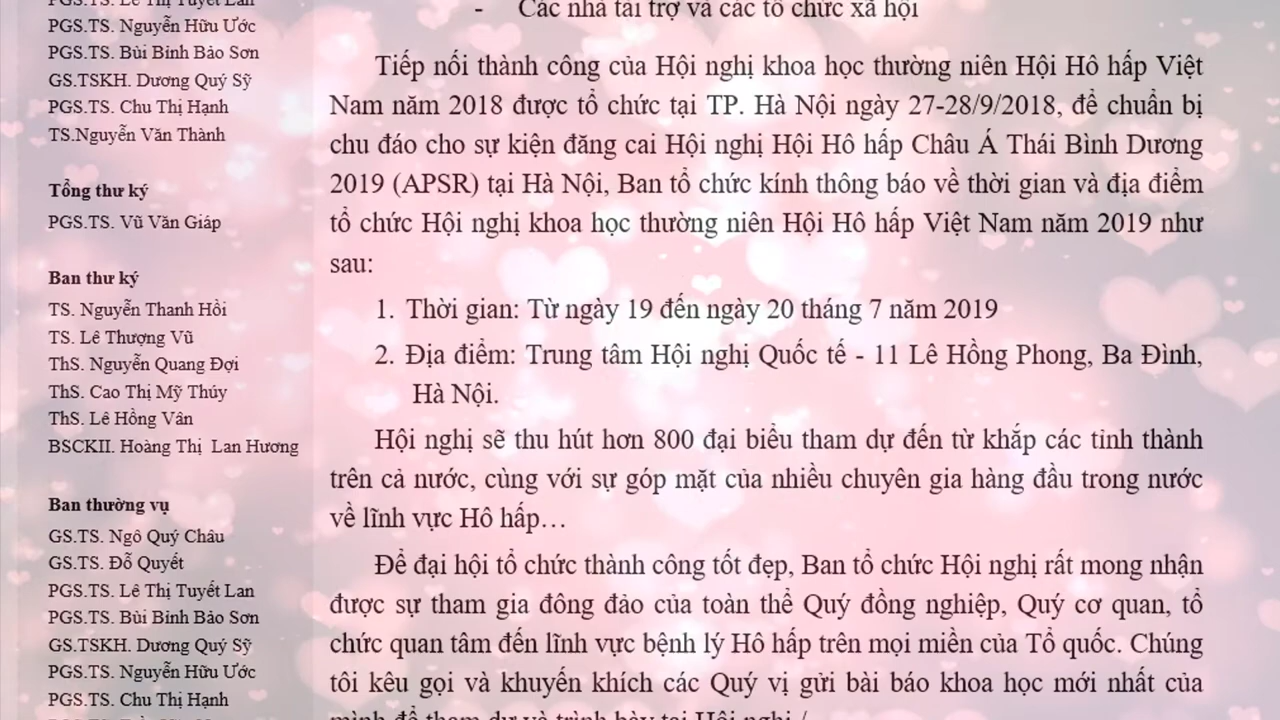 PGS.TS. Lê Thị Tuyết Lan
PGS.TS. Nguyễn Hữu Ước
PGS.TS. Bùi Bỉnh Bảo Sơn
GS.TSKH. Dương Quý Sỹ
PGS.TS. Chu Thị Hạnh
TS.Nguyễn Văn Thành
Tổng thư ký
PGS.TS. Vũ Văn Giáp
Ban thư ký
TS. Nguyễn Thanh Hồi
TS. Lê Thượng Vũ
ThS. Nguyễn Quang Đợi
ThS. Cao Thị Mỹ Thúy
ThS. Lê Hồng Vân
BSCKII. Hoàng Thị Lan Hương
Ban thường vụ
GS.TS. Ngô Quý Châu
GS.TS. Đỗ Quyết
PGS.TS. Lê Thị Tuyết Lan
PGS.TS. Bùi Bỉnh Bảo Sơn
GS.TSKH. Dương Quý Sỹ
PGS.TS. Nguyễn Hữu Ước
PGS.TS. Chu Thị Hạnh
- Các nhà tài trợ và các tổ chức xã hội
Tiếp nối thành công của Hội nghị khoa học thường niên Hội Hô hấp Việt
Nam năm 2018 được tổ chức tại TP. Hà Nội ngày 27-28/9/2018, để chuẩn bị
chu đáo cho sự kiện đăng cai Hội nghị Hội Hô hấp Châu Á Thái Bình Dương
2019 (APSR) tại Hà Nội, Ban tổ chức kính thông báo về thời gian và địa điểm
tổ chức Hội nghị khoa học thường niên Hội Hô hấp Việt Nam năm 2019 như
sau:
1. Thời gian: Từ ngày 19 đến ngày 20 tháng 7 năm 2019
2. Địa điểm: Trung tâm Hội nghị Quốc tế - 11 Lê Hồng Phong, Ba Đình,
Hà Nội.
Hội nghị sẽ thu hút hơn 800 đại biểu tham dự đến từ khắp các tỉnh thành
trên cả nước, cùng với sự góp mặt của nhiều chuyên gia hàng đầu trong nước
về lĩnh vực Hô hấp…
Để đại hội tổ chức thành công tốt đẹp, Ban tổ chức Hội nghị rất mong nhận
được sự tham gia đông đảo của toàn thể Quý đồng nghiệp, Quý cơ quan, tổ
chức quan tâm đến lĩnh vực bệnh lý Hô hấp trên mọi miền của Tổ quốc. Chúng
tôi kêu gọi và khuyến khích các Quý vị gửi bài báo khoa học mới nhất của
mình để tham dự và trình bày tại Hội nghị./.